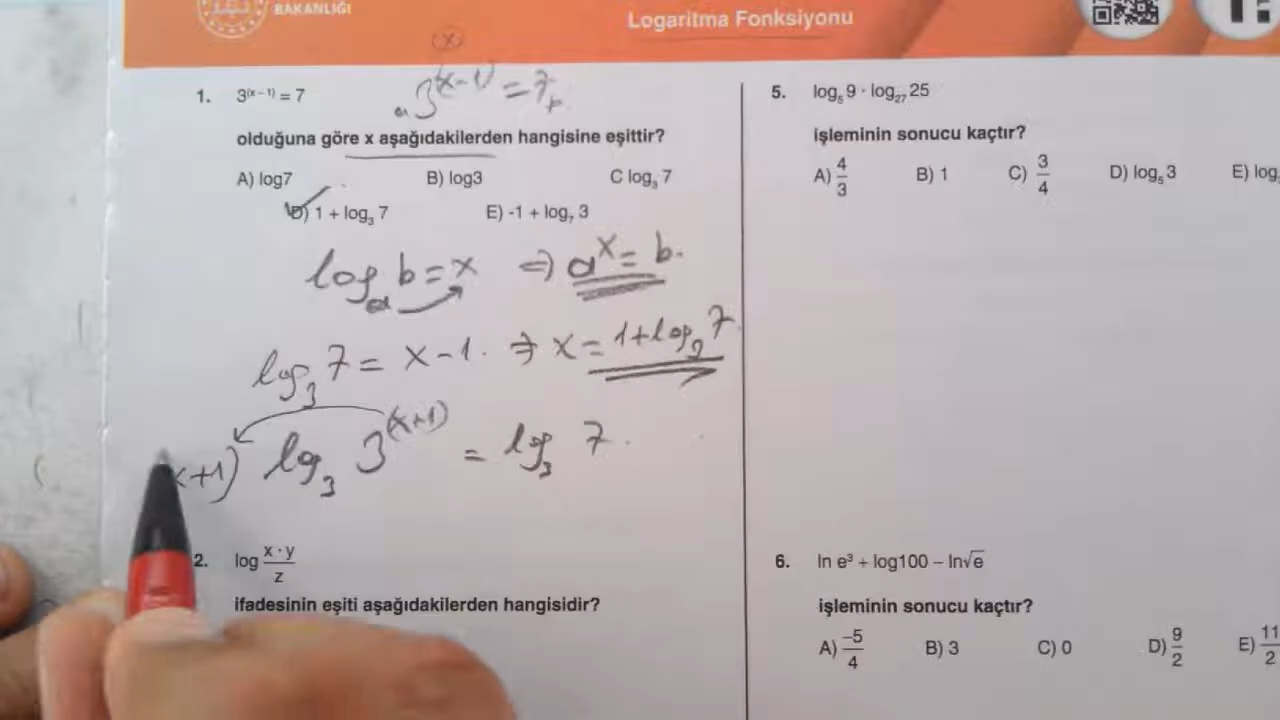 BAKANLIĞI
Logaritma Fonksiyonu
1. 3^(x – 1) = 7
(x)
3^(x-1) = 7
olduğuna göre x aşağıdakilerden hangisine eşittir?
A) log7 B) log3 C log₃ 7
D) 1 + log₃ 7 E) -1 + log₇ 3
log_a b = x ⇒ a^x = b.
log₃ 7 = x-1. ⇒ x = 1+log₃ 7
x+1) log₃ 3^(x+1) = log₃ 7.
2. log x · y / z
ifadesinin eşiti aşağıdakilerden hangisidir?
5. log₅ 9 · log₂₇ 25
işleminin sonucu kaçtır?
A) 4/3 B) 1 C) 3/4 D) log₅ 3 E) log
6. ln e³ + log100 – ln√e
işleminin sonucu kaçtır?
A) –5/4 B) 3 C) 0 D) 9/2 E) 11/2